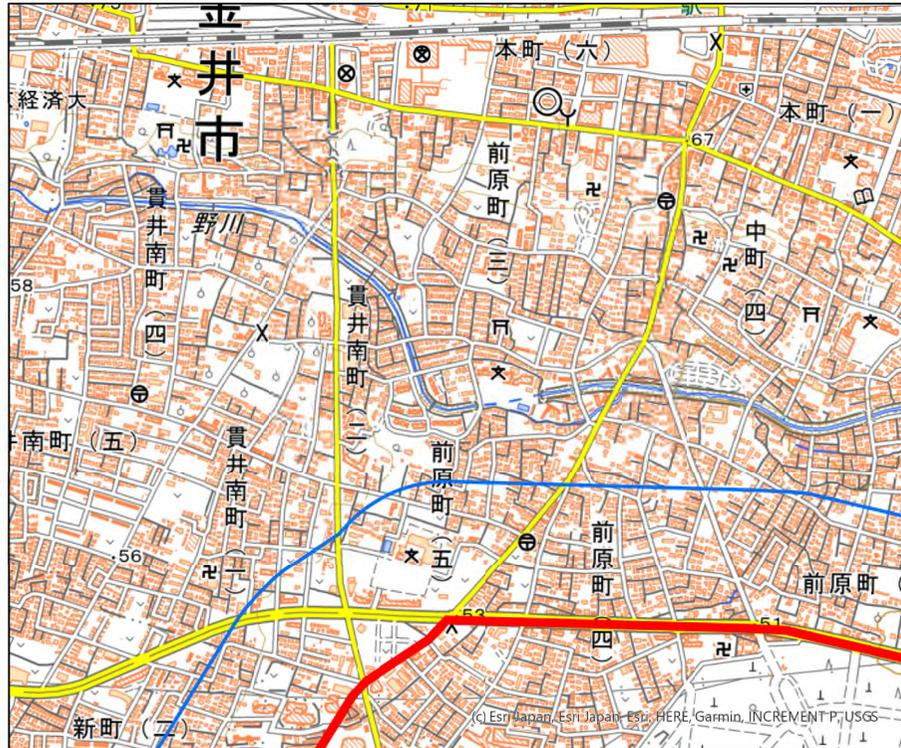 71
金井市
本町（六）
経済大
本町（一）
67
前原町（三）
貫井南町（四）
野川
中町（四）
58
貫井南町（二）
井南町（五）
貫井南町（一）
前原町（五）
前原町（四）
56
前原町（
53
51
新町（二）
(c) Esri Japan, Esri Japan, Esri, HERE, Garmin, INCREMENT P, USGS